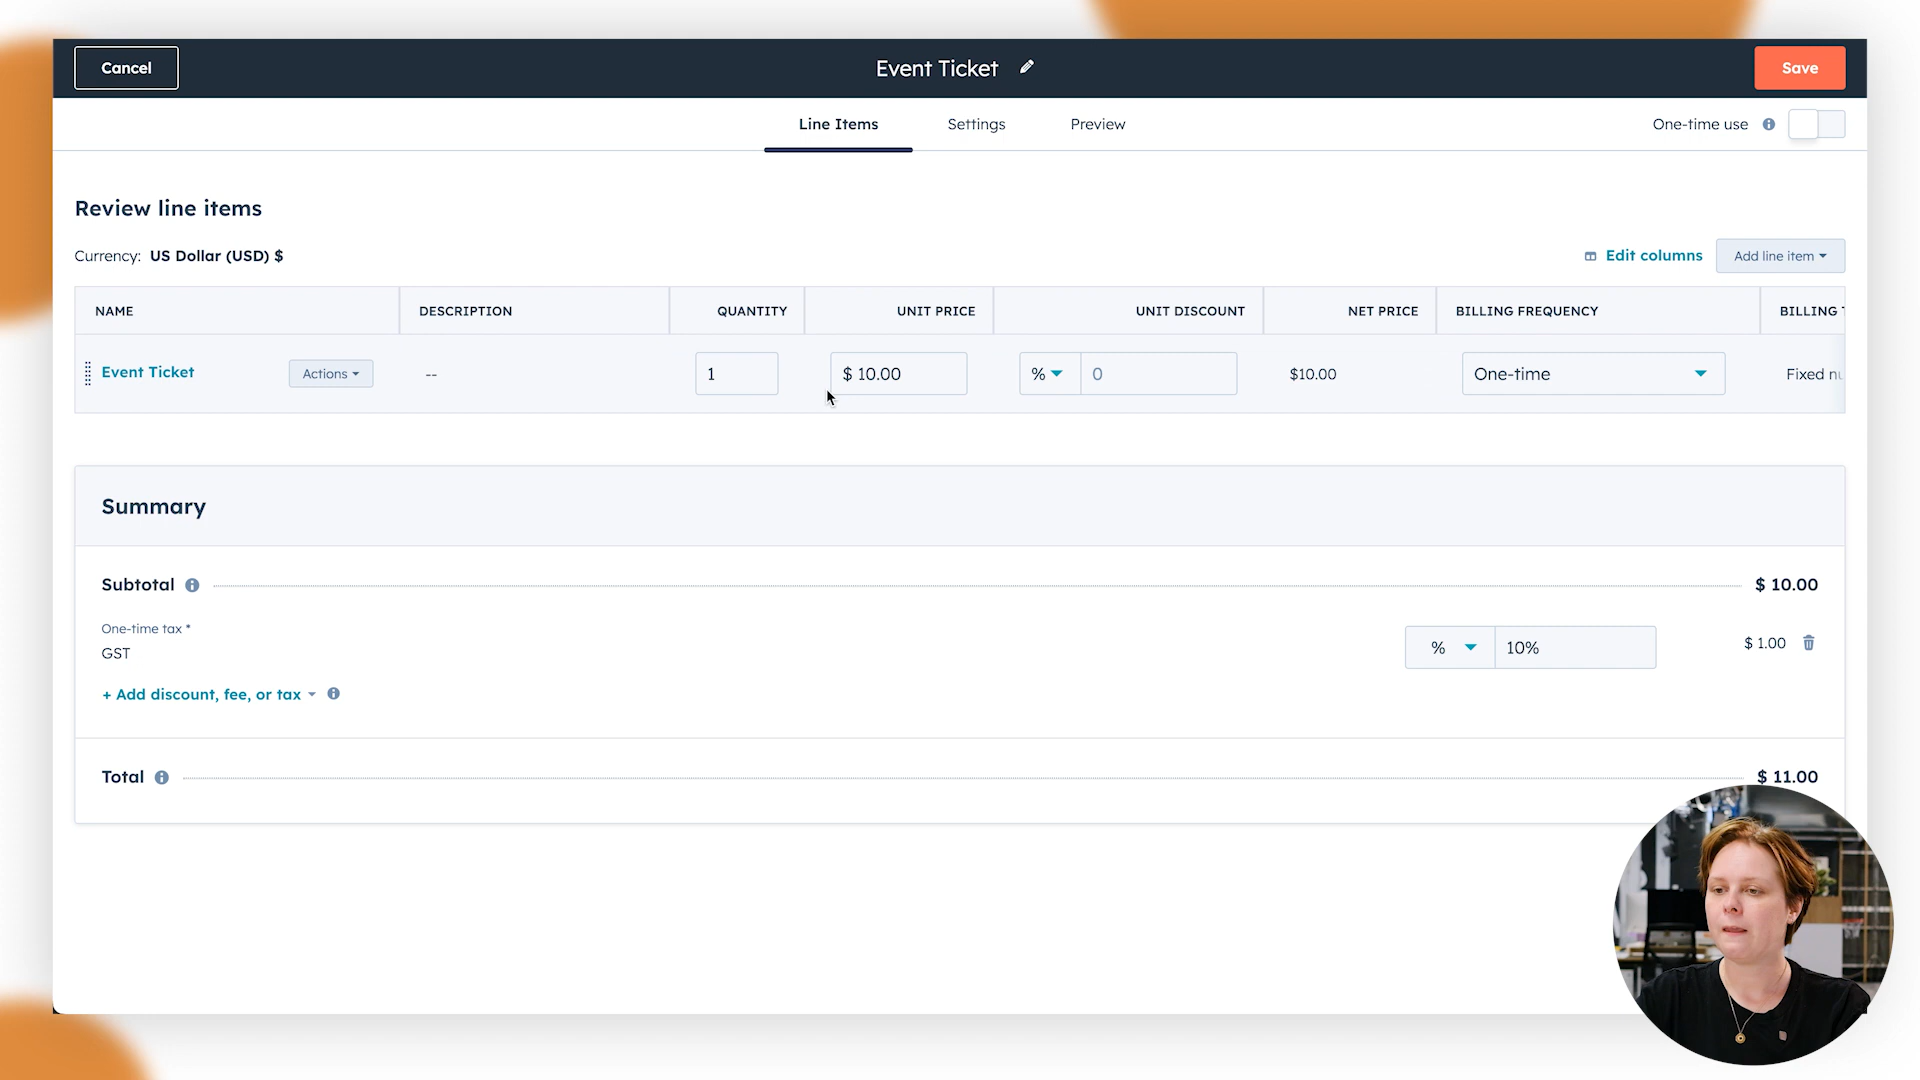 Cancel
Event Ticket
Save
Line Items
Settings
Preview
One-time use
Review line items
Currency: US Dollar (USD) $
Edit columns
Add line item
NAME
DESCRIPTION
QUANTITY
UNIT PRICE
UNIT DISCOUNT
NET PRICE
BILLING FREQUENCY
BILLING
Event Ticket
Actions
--
1
$ 10.00
%
0
$10.00
One-time
Fixed
Summary
Subtotal
$ 10.00
One-time tax *
GST
%
10%
$ 1.00
+ Add discount, fee, or tax
Total
$ 11.00